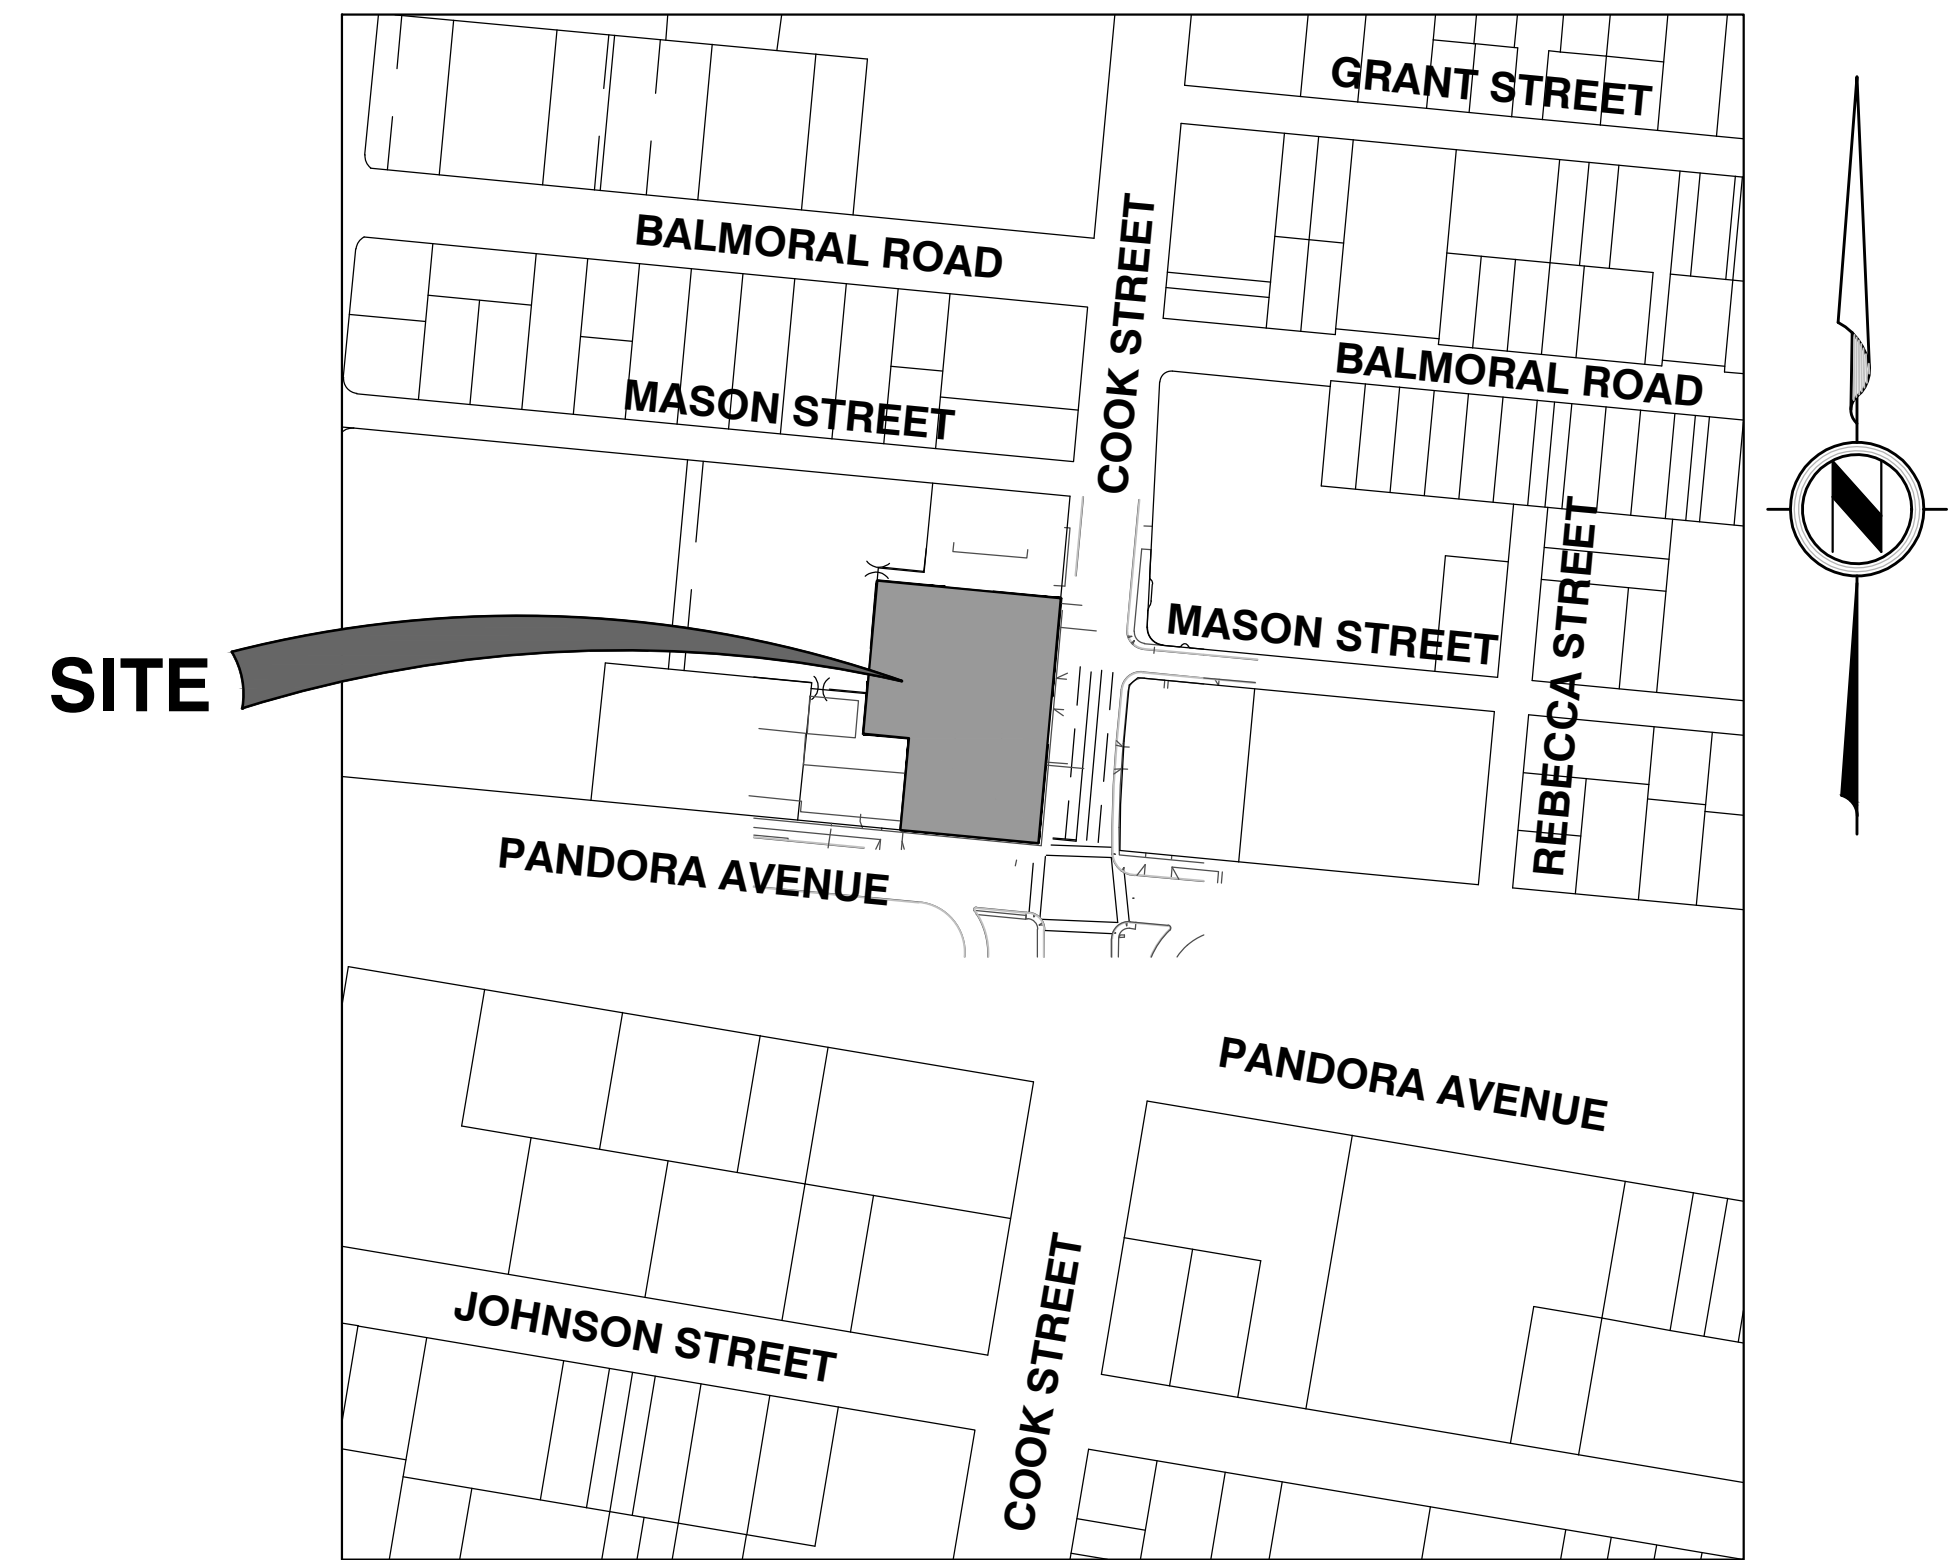 GRANT STREET
BALMORAL ROAD
COOK STREET
BALMORAL ROAD
MASON STREET
N
REBECCA STREET
MASON STREET
SITE
PANDORA AVENUE
PANDORA AVENUE
JOHNSON STREET
COOK STREET